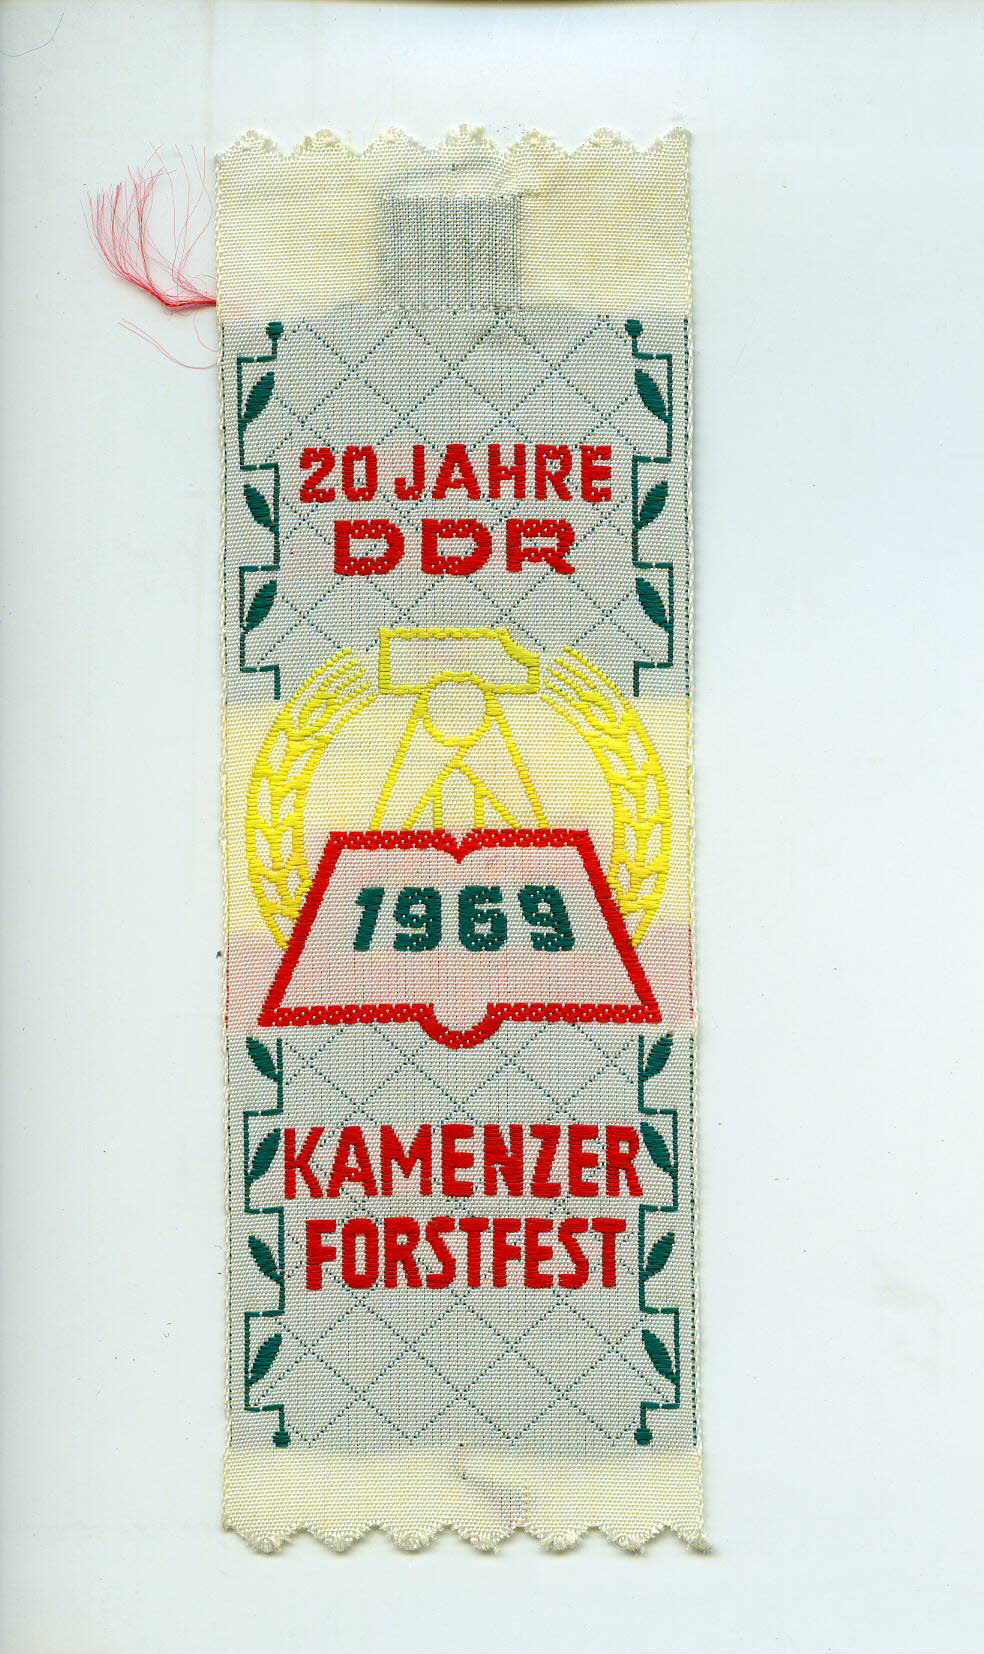 20 JAHRE
DDR
1969
KAMENZER
FORSTFEST